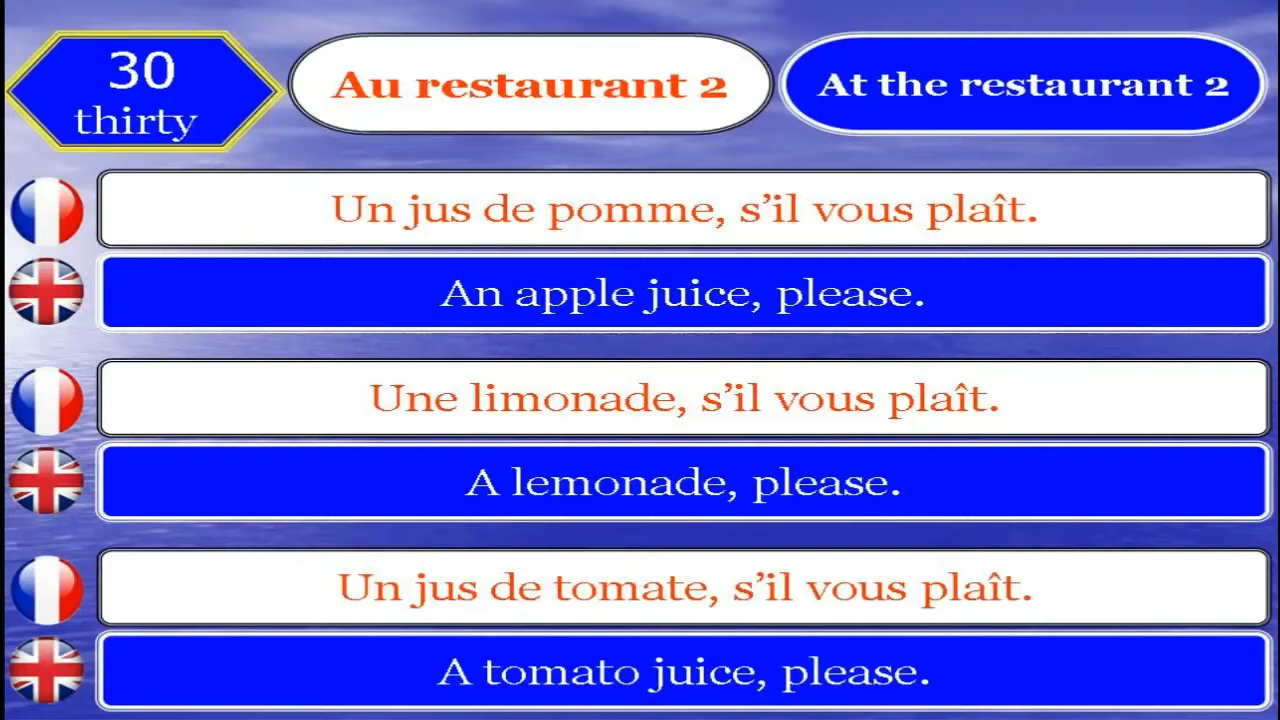 30
thirty
Au restaurant 2
At the restaurant 2
Un jus de pomme, s’il vous plaît.
An apple juice, please.
Une limonade, s’il vous plaît.
A lemonade, please.
Un jus de tomate, s’il vous plaît.
A tomato juice, please.